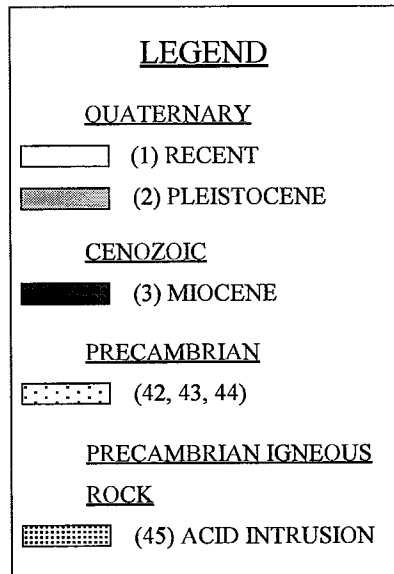 LEGEND
QUATERNARY
(1) RECENT
(2) PLEISTOCENE
CENOZOIC
(3) MIOCENE
PRECAMBRIAN
(42, 43, 44)
PRECAMBRIAN IGNEOUS
ROCK
(45) ACID INTRUSION